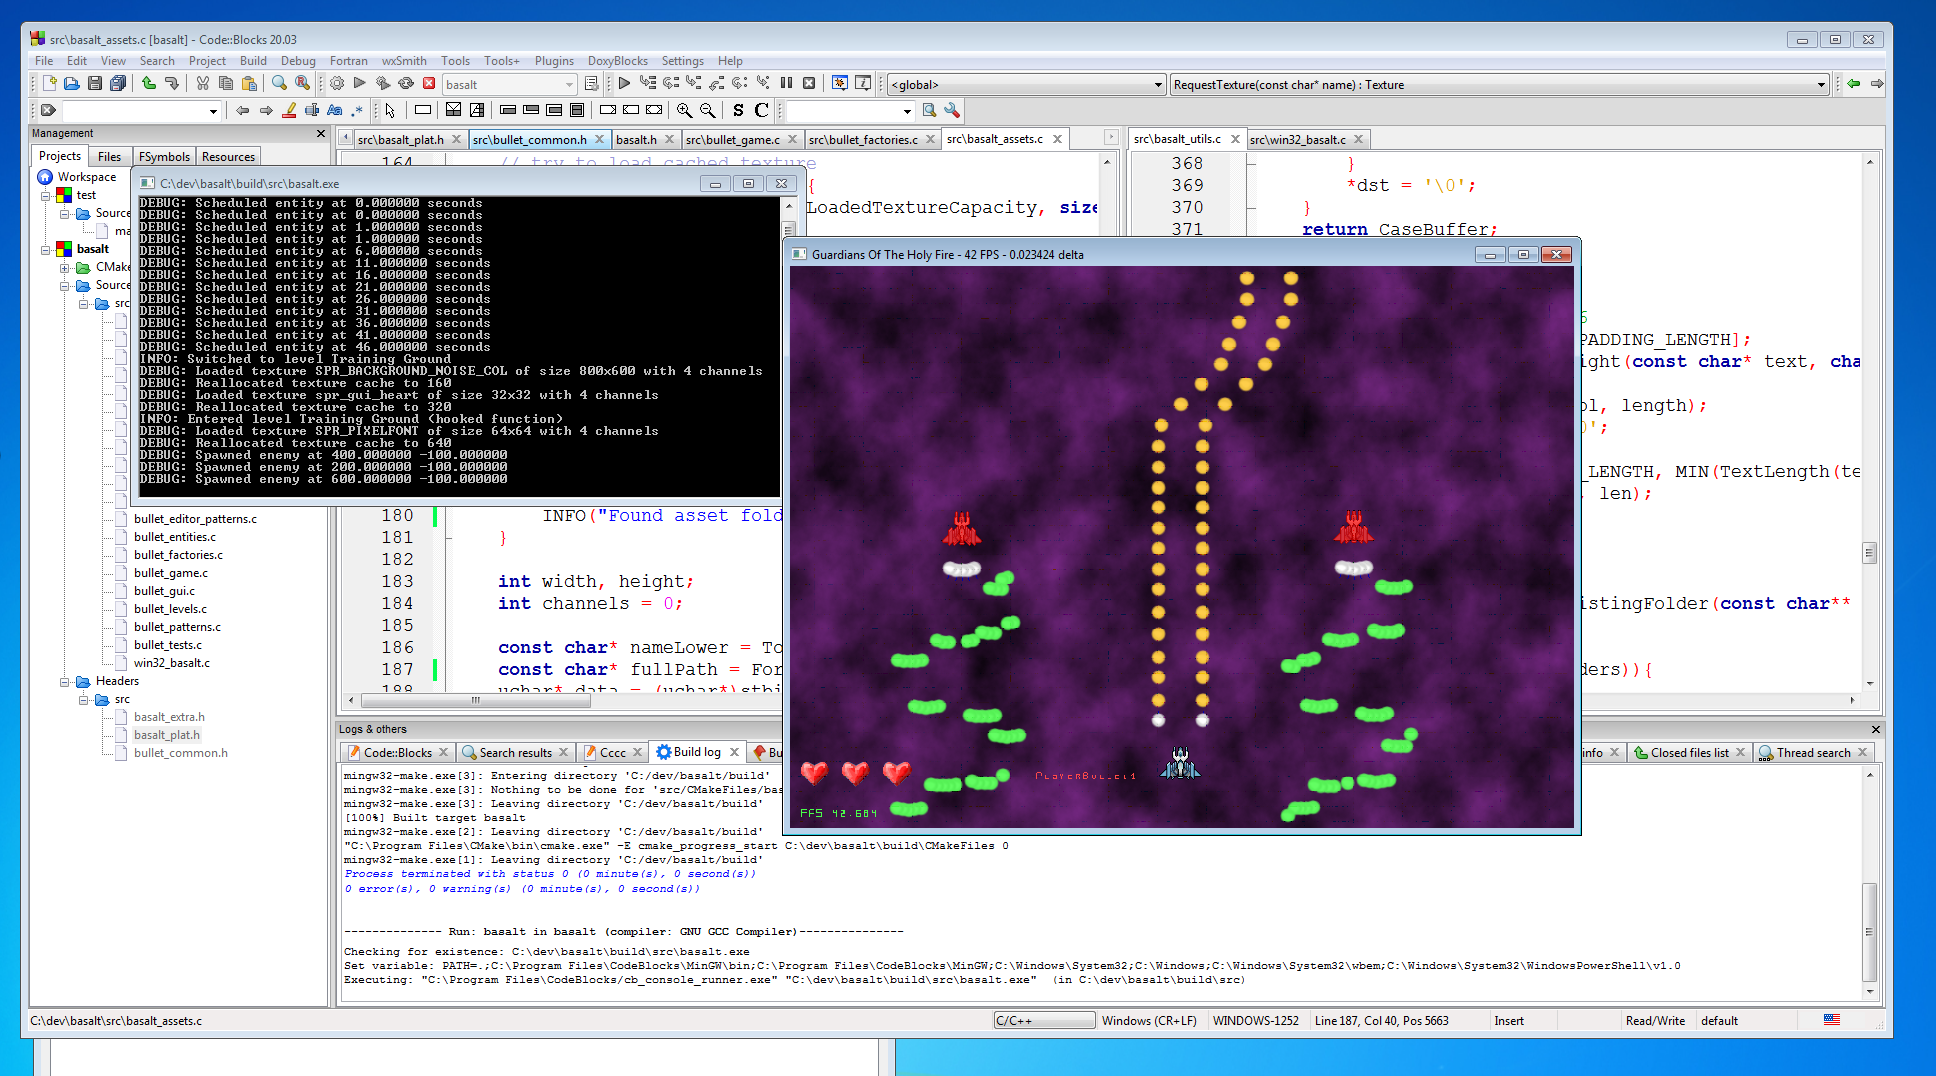 src\basalt_assets.c [basalt] - Code::Blocks 20.03
File Edit View Search Project Build Debug Fortran wxSmith Tools Tools+ Plugins DoxyBlocks Settings Help
basalt
<global>
RequestTexture(const char* name) : Texture
Management
Projects Files FSymbols Resources
Workspace
test
Source
ma
basalt
CMake
Source
src
bullet_editor_patterns.c
bullet_entities.c
bullet_factories.c
bullet_game.c
bullet_gui.c
bullet_levels.c
bullet_patterns.c
bullet_tests.c
win32_basalt.c
Headers
src
basalt_extra.h
basalt_plat.h
bullet_common.h
src\basalt_plat.h src\bullet_common.h basalt.h src\bullet_game.c src\bullet_factories.c src\basalt_assets.c
164 // try to load cached texture
{
LoadedTextureCapacity, size
180 INFO("Found asset fold
181 }
182
183 int width, height;
184 int channels = 0;
185
186 const char* nameLower = To
187 const char* fullPath = For
188 uchar* data = (uchar*)stbi
src\basalt_utils.c src\win32_basalt.c
368 }
369 *dst = '\0';
370 }
371 return CaseBuffer;
6
PADDING_LENGTH];
ight(const char* text, cha
ol, length);
0';
_LENGTH, MIN(TextLength(te
, len);
istingFolder(const char**
ders)){
C:\dev\basalt\build\src\basalt.exe
DEBUG: Scheduled entity at 0.000000 seconds
DEBUG: Scheduled entity at 0.000000 seconds
DEBUG: Scheduled entity at 1.000000 seconds
DEBUG: Scheduled entity at 1.000000 seconds
DEBUG: Scheduled entity at 6.000000 seconds
DEBUG: Scheduled entity at 11.000000 seconds
DEBUG: Scheduled entity at 16.000000 seconds
DEBUG: Scheduled entity at 21.000000 seconds
DEBUG: Scheduled entity at 26.000000 seconds
DEBUG: Scheduled entity at 31.000000 seconds
DEBUG: Scheduled entity at 36.000000 seconds
DEBUG: Scheduled entity at 41.000000 seconds
DEBUG: Scheduled entity at 46.000000 seconds
INFO: Switched to level Training Ground
DEBUG: Loaded texture SPR_BACKGROUND_NOISE_COL of size 800x600 with 4 channels
DEBUG: Reallocated texture cache to 160
DEBUG: Loaded texture spr_gui_heart of size 32x32 with 4 channels
DEBUG: Reallocated texture cache to 320
INFO: Entered level Training Ground (hooked function)
DEBUG: Loaded texture SPR_PIXELFONT of size 64x64 with 4 channels
DEBUG: Reallocated texture cache to 640
DEBUG: Spawned enemy at 400.000000 -100.000000
DEBUG: Spawned enemy at 200.000000 -100.000000
DEBUG: Spawned enemy at 600.000000 -100.000000
Guardians Of The Holy Fire - 42 FPS - 0.023424 delta
PlayerBullet1
FPS 42.684
Logs & others
Code::Blocks Search results Cccc Build log Bu info Closed files list Thread search
mingw32-make.exe[3]: Entering directory 'C:/dev/basalt/build'
mingw32-make.exe[3]: Nothing to be done for 'src/CMakeFiles/bas
mingw32-make.exe[3]: Leaving directory 'C:/dev/basalt/build'
[100%] Built target basalt
mingw32-make.exe[2]: Leaving directory 'C:/dev/basalt/build'
"C:\Program Files\CMake\bin\cmake.exe" -E cmake_progress_start C:\dev\basalt\build\CMakeFiles 0
mingw32-make.exe[1]: Leaving directory 'C:/dev/basalt/build'
Process terminated with status 0 (0 minute(s), 0 second(s))
0 error(s), 0 warning(s) (0 minute(s), 0 second(s))
-------------- Run: basalt in basalt (compiler: GNU GCC Compiler)---------------
Checking for existence: C:\dev\basalt\build\src\basalt.exe
Set variable: PATH=.;C:\Program Files\CodeBlocks\MinGW\bin;C:\Program Files\CodeBlocks\MinGW;C:\Windows\System32;C:\Windows;C:\Windows\System32\wbem;C:\Windows\System32\WindowsPowerShell\v1.0
Executing: "C:\Program Files\CodeBlocks/cb_console_runner.exe" "C:\dev\basalt\build\src\basalt.exe" (in C:\dev\basalt\build\src)
C:\dev\basalt\src\basalt_assets.c C/C++ Windows (CR+LF) WINDOWS-1252 Line 187, Col 40, Pos 5663 Insert Read/Write default